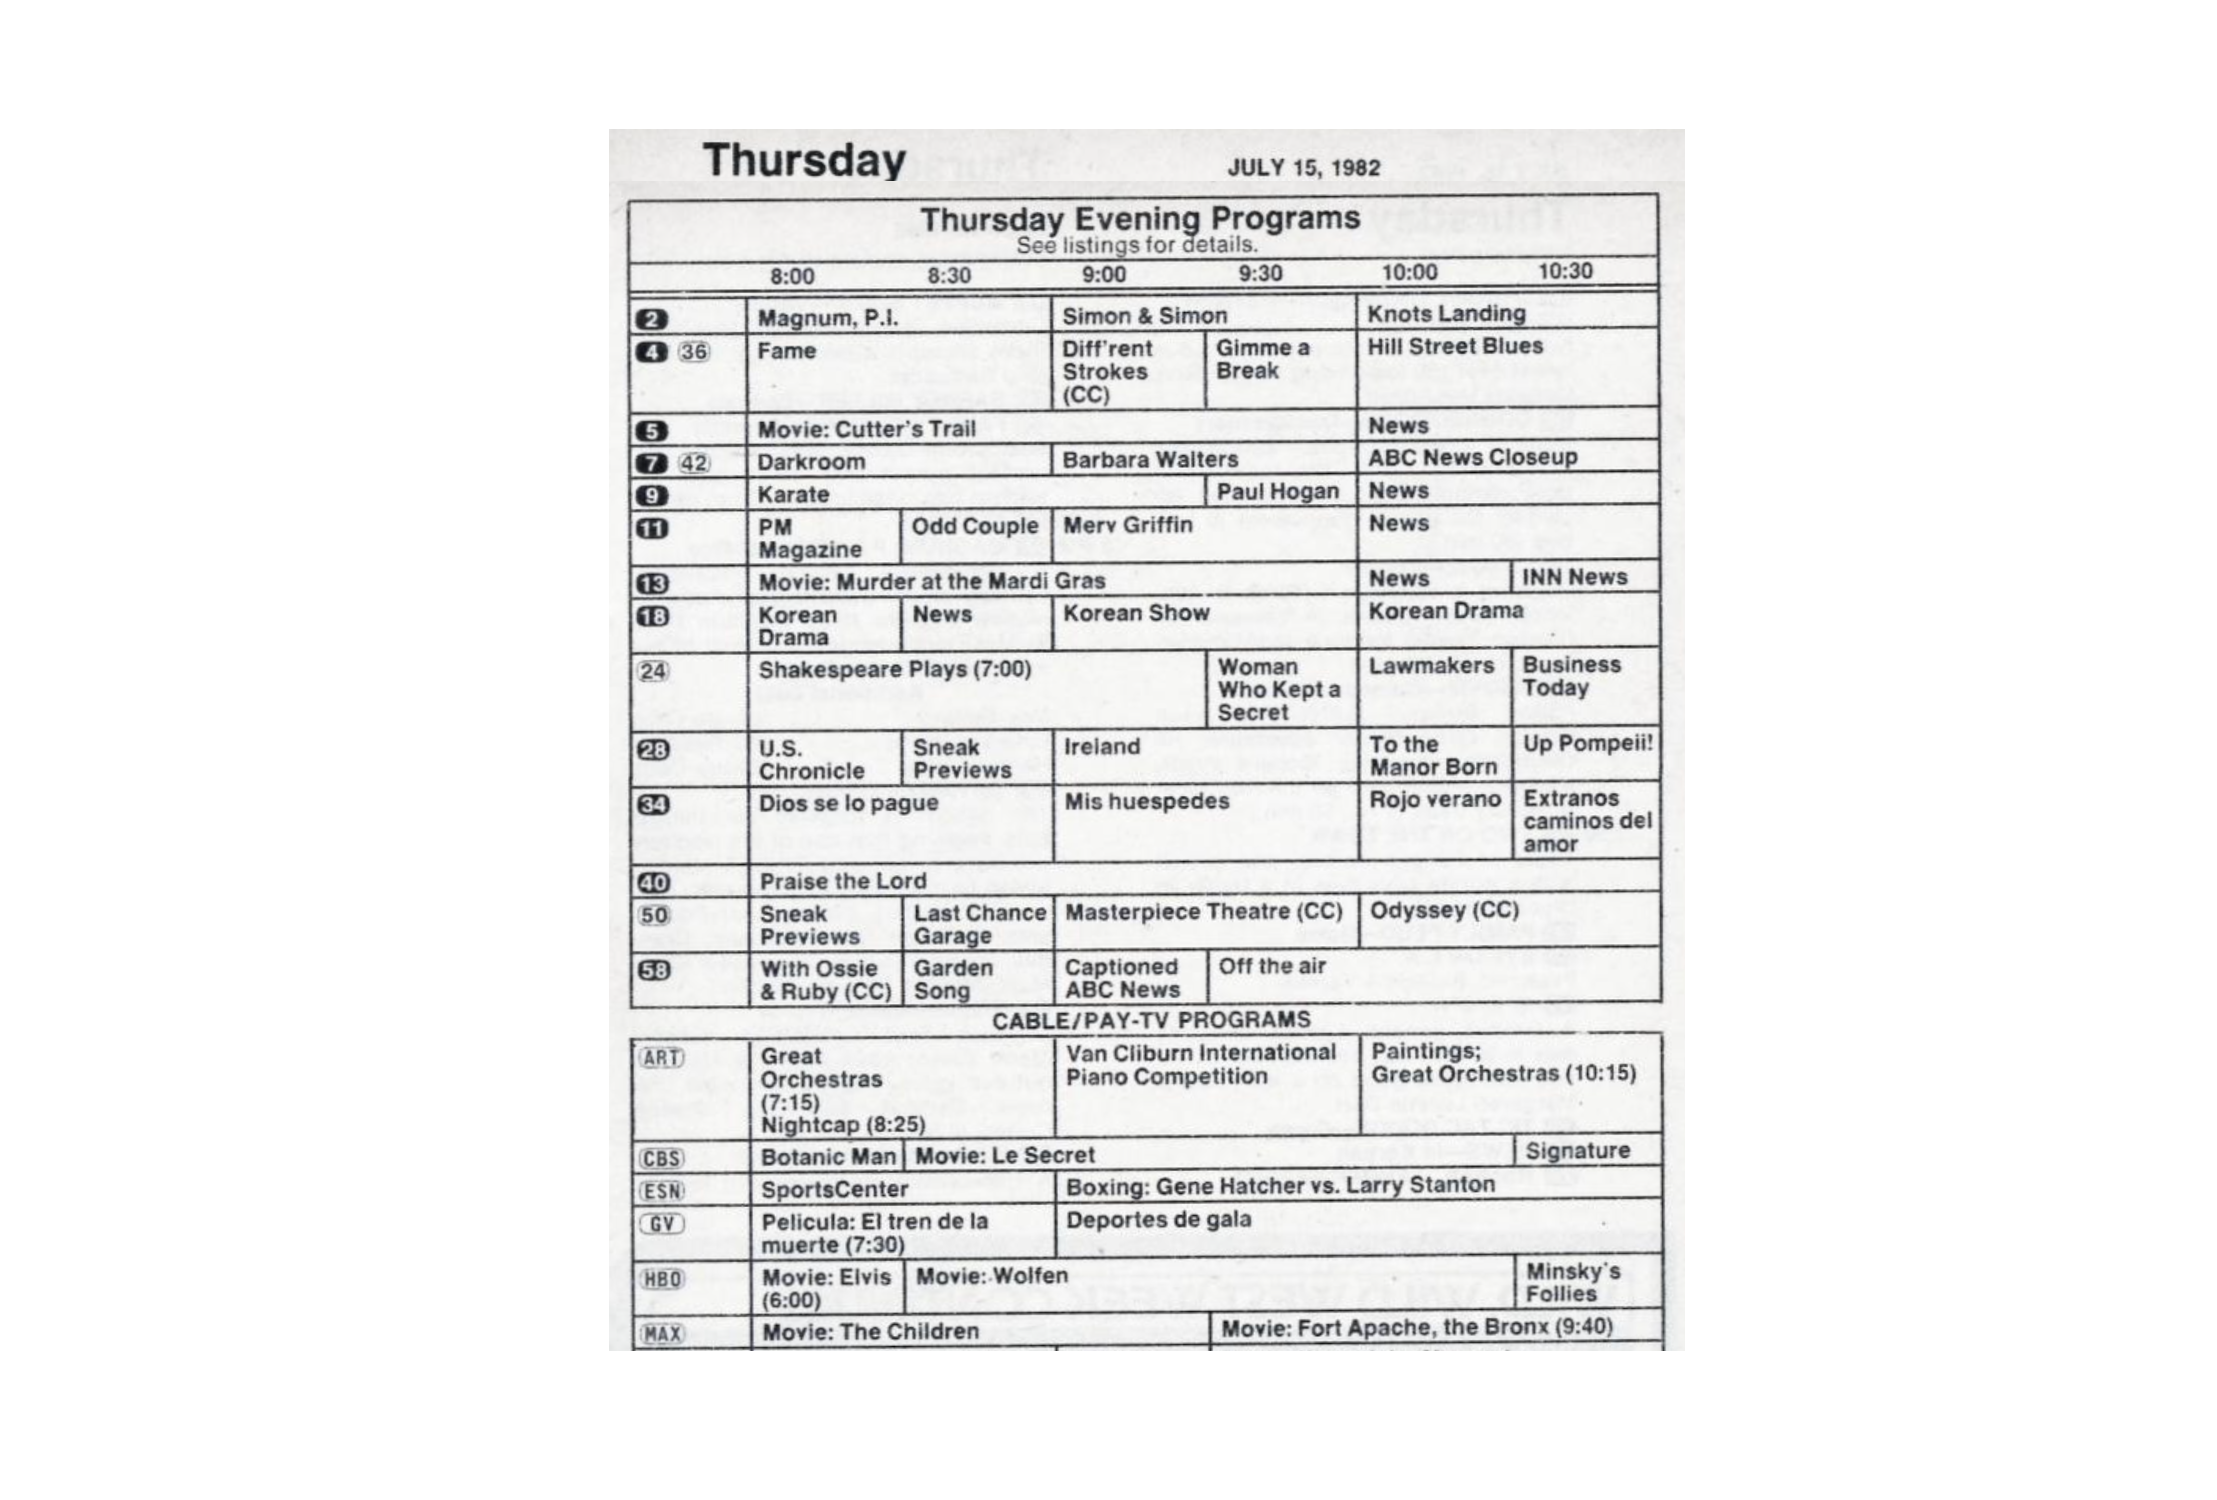 Thursday
JULY 15, 1982
Thursday Evening Programs
See listings for details.
8:00 8:30 9:00 9:30 10:00 10:30
2 Magnum, P.I. Simon & Simon Knots Landing
4 36 Fame Diff'rent Gimme a Hill Street Blues
Strokes Break
(CC)
5 Movie: Cutter's Trail News
7 42 Darkroom Barbara Walters ABC News Closeup
9 Karate Paul Hogan News
11 PM Odd Couple Merv Griffin News
Magazine
13 Movie: Murder at the Mardi Gras News INN News
18 Korean News Korean Show Korean Drama
Drama
24 Shakespeare Plays (7:00) Woman Lawmakers Business
Who Kept a Today
Secret
28 U.S. Sneak Ireland To the Up Pompeii!
Chronicle Previews Manor Born
34 Dios se lo pague Mis huespedes Rojo verano Extranos
caminos del
amor
40 Praise the Lord
50 Sneak Last Chance Masterpiece Theatre (CC) Odyssey (CC)
Previews Garage
58 With Ossie Garden Captioned Off the air
& Ruby (CC) Song ABC News
CABLE/PAY-TV PROGRAMS
ART Great Van Cliburn International Paintings;
Orchestras Piano Competition Great Orchestras (10:15)
(7:15)
Nightcap (8:25)
CBS Botanic Man Movie: Le Secret Signature
ESN SportsCenter Boxing: Gene Hatcher vs. Larry Stanton
GV Pelicula: El tren de la Deportes de gala
muerte (7:30)
HBO Movie: Elvis Movie: Wolfen Minsky's
(6:00) Follies
MAX Movie: The Children Movie: Fort Apache, the Bronx (9:40)